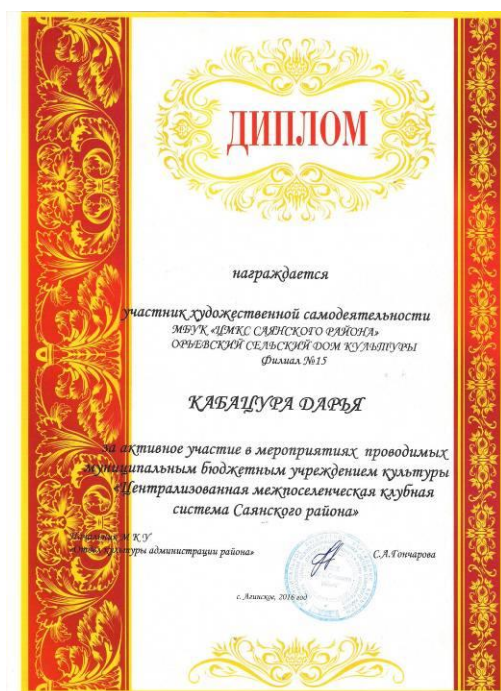 ДИПЛОМ
награждается
участник художественной самодеятельности
МБУК «ЦМКС САЯНСКОГО РАЙОНА»
ОРЬЕВСКИЙ СЕЛЬСКИЙ ДОМ КУЛЬТУРЫ
Филиал №15
КАБАЦУРА ДАРЬЯ
за активное участие в мероприятиях проводимых
муниципальным бюджетным учреждением культуры
«Централизованная межпоселенческая клубная
система Саянского района»
Начальник М К У
«Отдел культуры администрации района»
С.А.Гончарова
с. Агинское, 2016 год